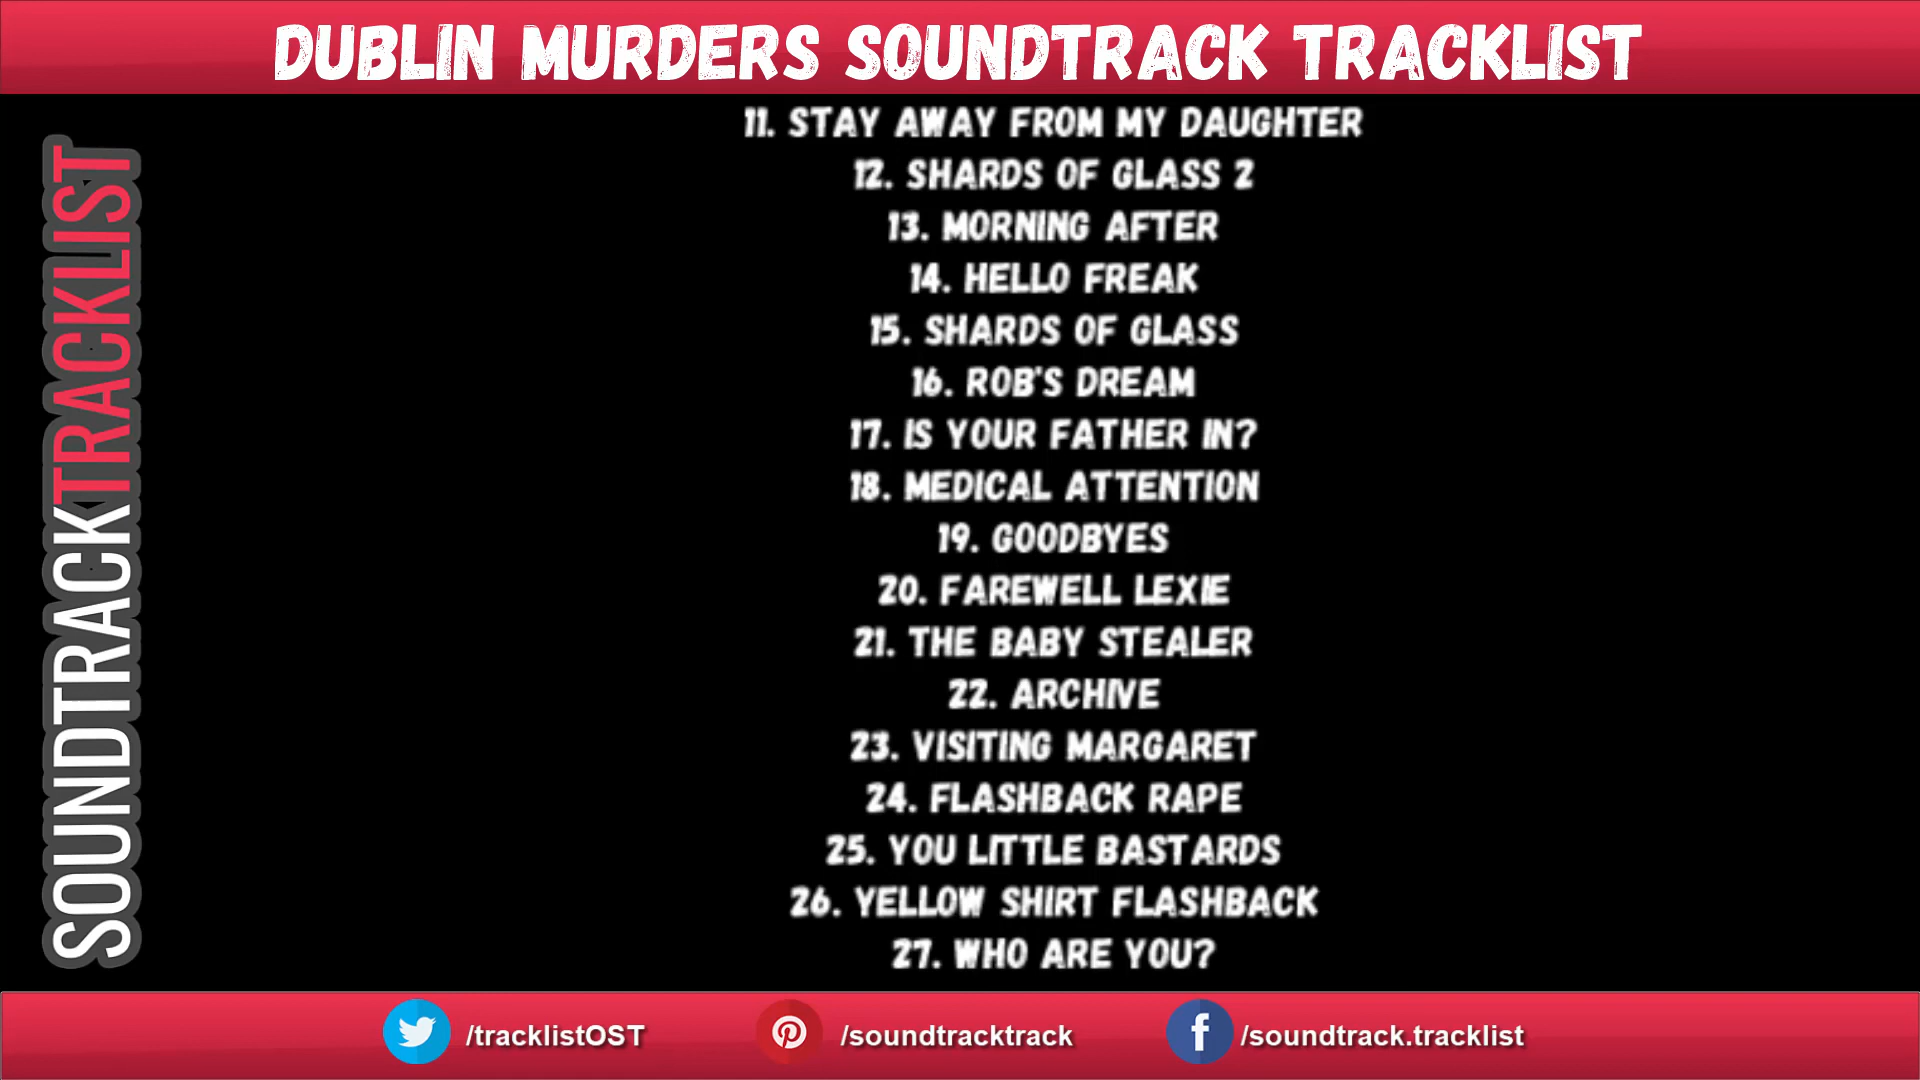 DUBLIN MURDERS SOUNDTRACK TRACKLIST
SOUNDTRACKTRACKLIST
11. STAY AWAY FROM MY DAUGHTER
12. SHARDS OF GLASS 2
13. MORNING AFTER
14. HELLO FREAK
15. SHARDS OF GLASS
16. ROB'S DREAM
17. IS YOUR FATHER IN?
18. MEDICAL ATTENTION
19. GOODBYES
20. FAREWELL LEXIE
21. THE BABY STEALER
22. ARCHIVE
23. VISITING MARGARET
24. FLASHBACK RAPE
25. YOU LITTLE BASTARDS
26. YELLOW SHIRT FLASHBACK
27. WHO ARE YOU?
/tracklistOST /soundtracktrack /soundtrack.tracklist